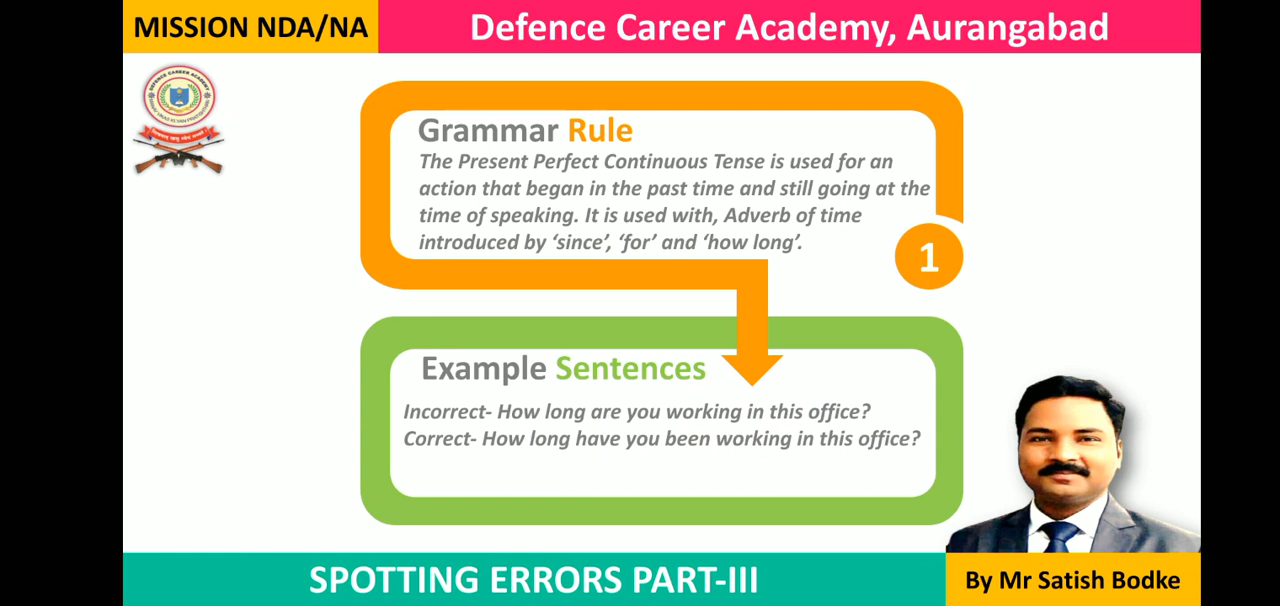 MISSION NDA/NA
Defence Career Academy, Aurangabad
DEFENCE CAREER ACADEMY
Grammar Rule
The Present Perfect Continuous Tense is used for an
action that began in the past time and still going at the
time of speaking. It is used with, Adverb of time
introduced by ‘since’, ‘for’ and ‘how long’.
1
Example Sentences
Incorrect- How long are you working in this office?
Correct- How long have you been working in this office?
SPOTTING ERRORS PART-III
By Mr Satish Bodke